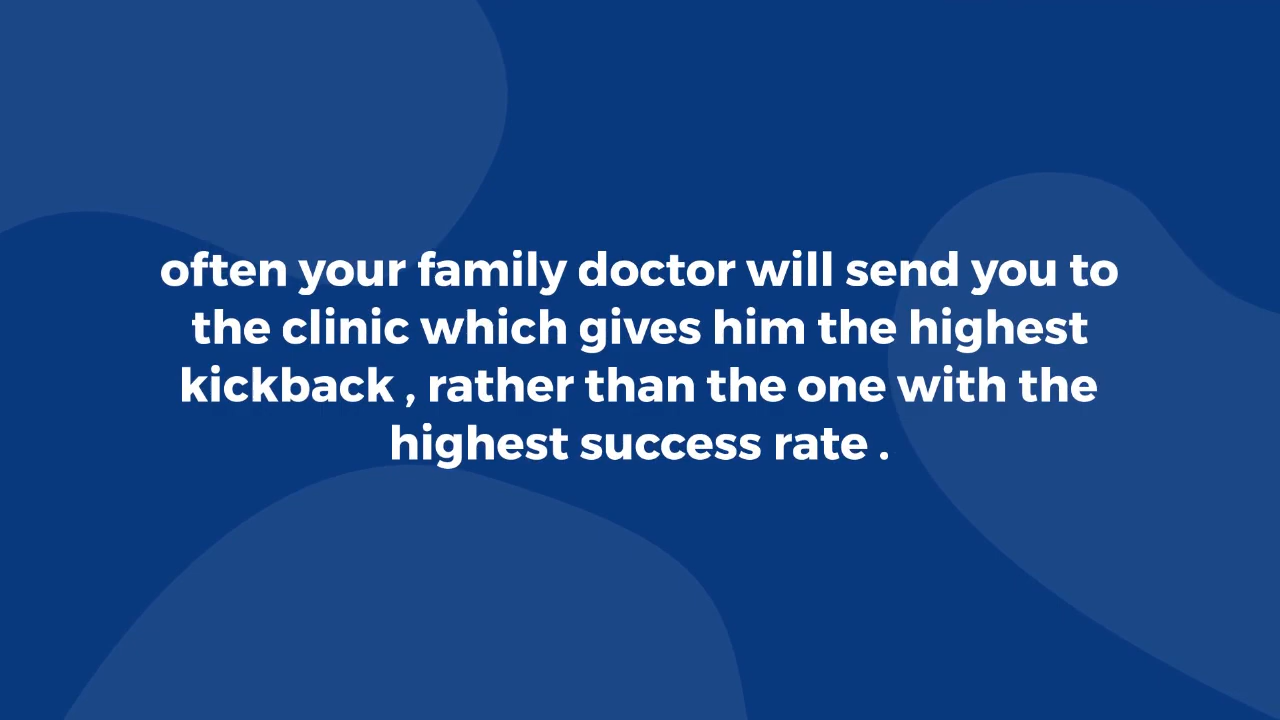 often your family doctor will send you to
the clinic which gives him the highest
kickback , rather than the one with the
highest success rate .